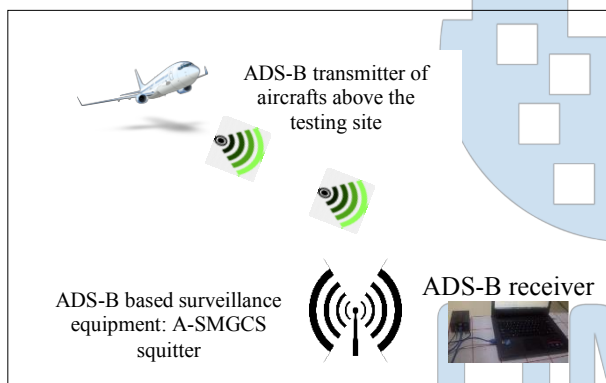 ADS-B transmitter of
aircrafts above the
testing site
ADS-B based surveillance
equipment: A-SMGCS
squitter
ADS-B receiver